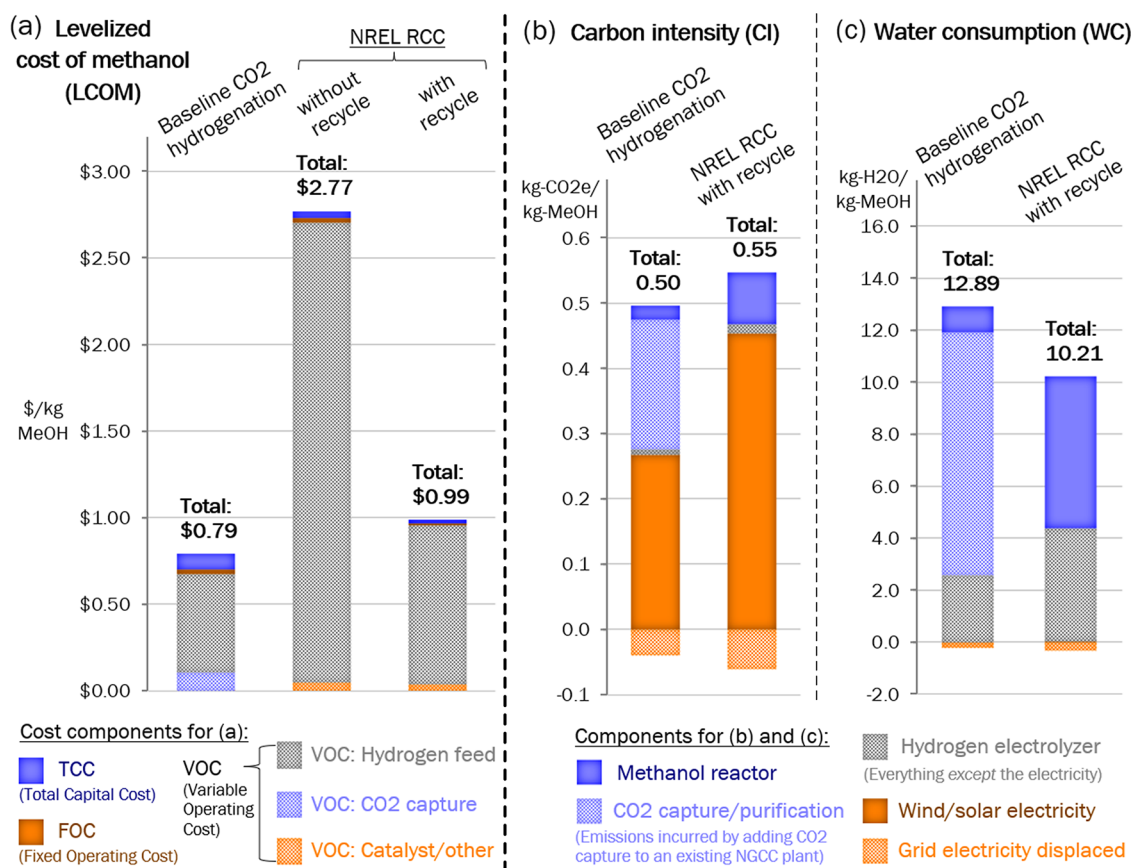 (a) Levelized
cost of methanol
(LCOM)
NREL RCC
Baseline CO2
hydrogenation
without
recycle
with
recycle
$3.00
$2.50
$2.00
$1.50
$1.00
$0.50
$0.00
$/kg
MeOH
Total:
$0.79
Total:
$2.77
Total:
$0.99
Cost components for (a):
TCC
(Total Capital Cost)
FOC
(Fixed Operating Cost)
VOC
(Variable
Operating
Cost)
VOC: Hydrogen feed
VOC: CO2 capture
VOC: Catalyst/other
(b) Carbon intensity (CI)
Baseline CO2
hydrogenation
NREL RCC
with recycle
kg-CO2e/
kg-MeOH
0.6
0.5
0.4
0.3
0.2
0.1
0.0
-0.1
Total:
0.50
Total:
0.55
(c) Water consumption (WC)
Baseline CO2
hydrogenation
NREL RCC
with recycle
kg-H2O/
kg-MeOH
16.0
14.0
12.0
10.0
8.0
6.0
4.0
2.0
0.0
-2.0
Total:
12.89
Total:
10.21
Components for (b) and (c):
Methanol reactor
CO2 capture/purification
(Emissions incurred by adding CO2
capture to an existing NGCC plant)
Hydrogen electrolyzer
(Everything except the electricity)
Wind/solar electricity
Grid electricity displaced